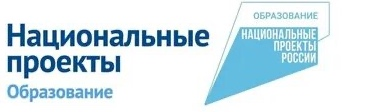 Национальные
проекты
Образование
ОБРАЗОВАНИЕ
НАЦИОНАЛЬНЫЕ
ПРОЕКТЫ
РОССИИ